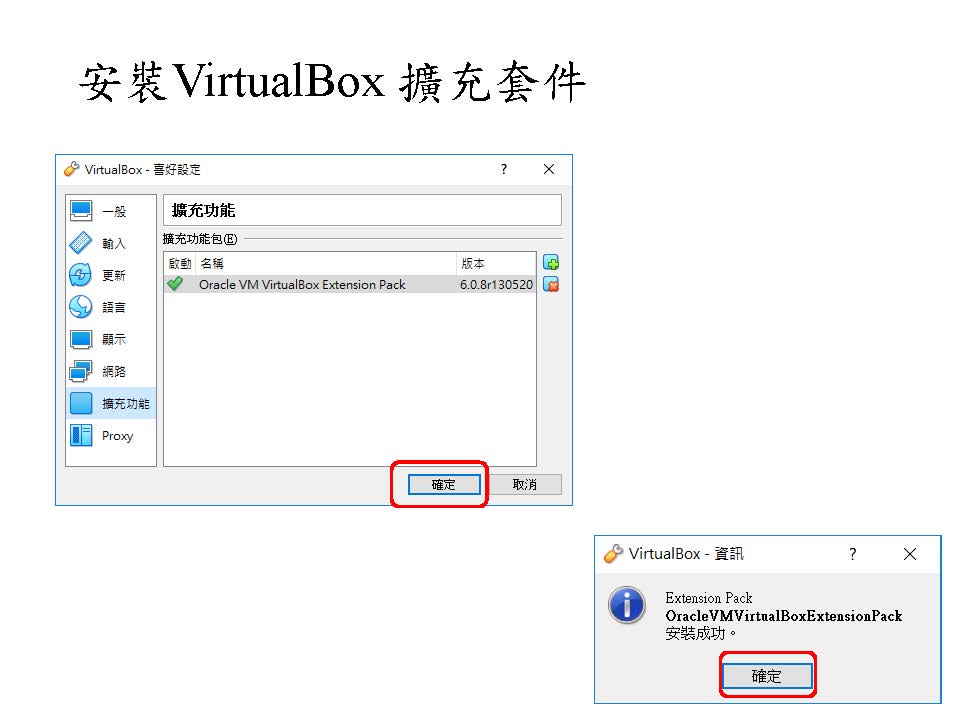 安裝VirtualBox 擴充套件
VirtualBox - 喜好設定
?
一般
輸入
更新
語言
顯示
網路
擴充功能
Proxy
擴充功能
擴充功能包(E)
啟動 名稱 版本
Oracle VM VirtualBox Extension Pack 6.0.8r130520
確定 取消
VirtualBox - 資訊 ?
Extension Pack
OracleVMVirtualBoxExtensionPack
安裝成功。
確定